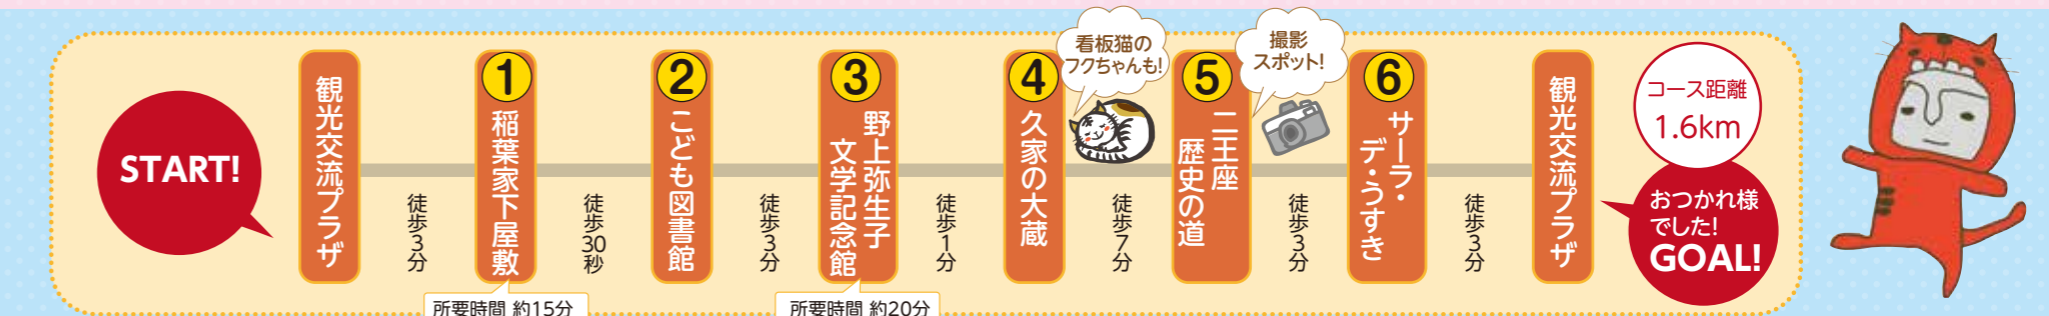 START!
観光交流プラザ
徒歩3分
①
稲葉家下屋敷
所要時間 約15分
徒歩30秒
②
こども図書館
徒歩3分
③
野上弥生子
文学記念館
所要時間 約20分
徒歩1分
④
久家の大蔵
看板猫の
フクちゃんも!
徒歩7分
⑤
二王座
歴史の道
撮影
スポット!
徒歩3分
⑥
サーラ・
デ・うすき
徒歩3分
観光交流プラザ
コース距離
1.6km
おつかれ様
でした!
GOAL!